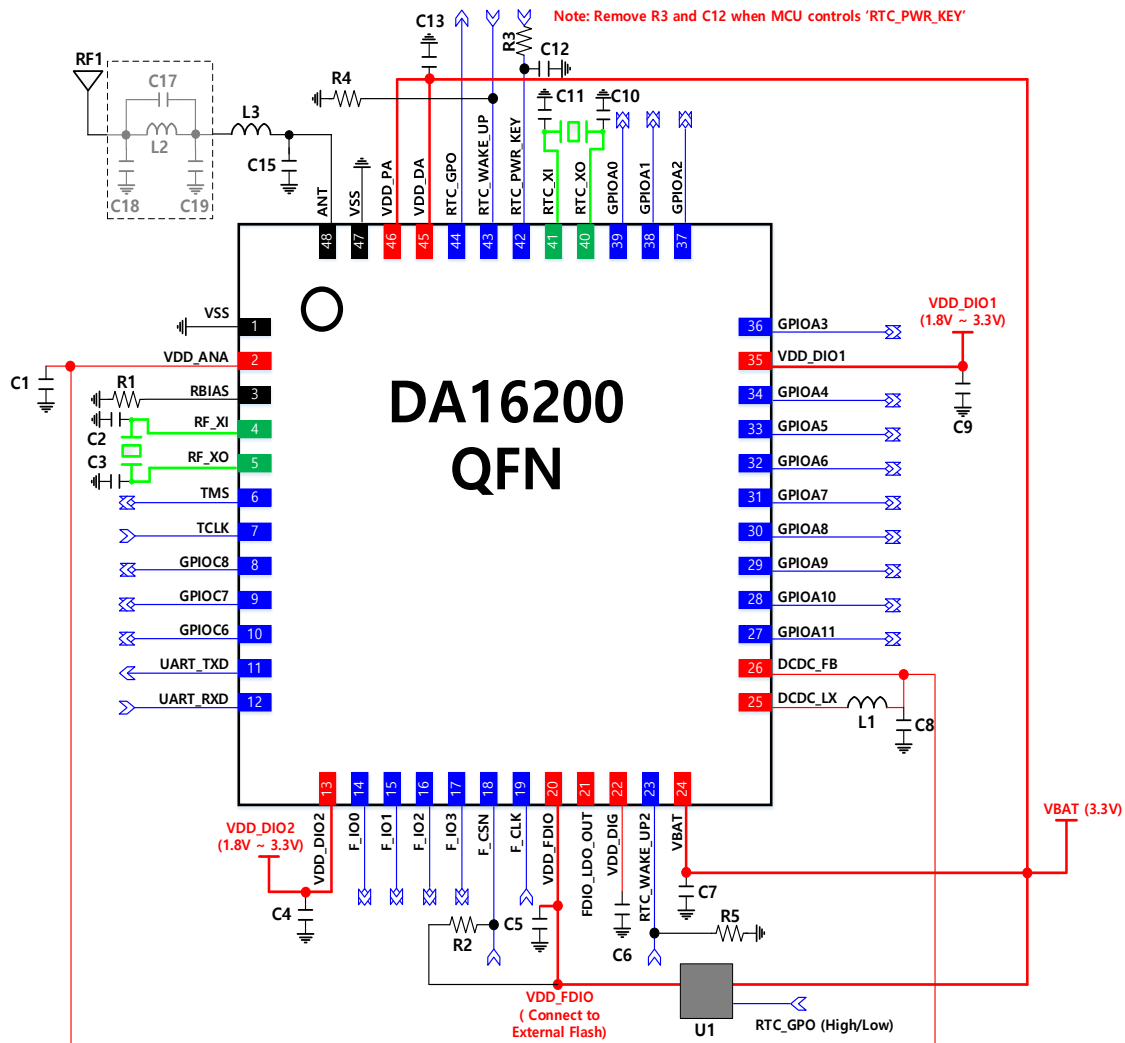 Note: Remove R3 and C12 when MCU controls ‘RTC_PWR_KEY’
C13
R3
C12
RF1
C17
L2
C18
C19
L3
C15
R4
C11
C10
ANT
VSS
VDD_PA
VDD_DA
RTC_GPO
RTC_WAKE_UP
RTC_PWR_KEY
RTC_XI
RTC_XO
GPIOA0
GPIOA1
GPIOA2
48
47
46
45
44
43
42
41
40
39
38
37
DA16200
QFN
VSS
1
VDD_ANA
2
C1
R1
RBIAS
3
C2
RF_XI
4
C3
RF_XO
5
TMS
6
TCLK
7
GPIOC8
8
GPIOC7
9
GPIOC6
10
UART_TXD
11
UART_RXD
12
36
GPIOA3
VDD_DIO1
(1.8V ~ 3.3V)
35
VDD_DIO1
C9
34
GPIOA4
33
GPIOA5
32
GPIOA6
31
GPIOA7
30
GPIOA8
29
GPIOA9
28
GPIOA10
27
GPIOA11
26
DCDC_FB
25
DCDC_LX
L1
C8
13
14
15
16
17
18
19
20
21
22
23
24
VDD_DIO2
F_IO0
F_IO1
F_IO2
F_IO3
F_CSN
F_CLK
VDD_FDIO
FDIO_LDO_OUT
VDD_DIG
RTC_WAKE_UP2
VBAT
VDD_DIO2
(1.8V ~ 3.3V)
C4
R2
C5
C6
C7
R5
VBAT (3.3V)
VDD_FDIO
( Connect to
External Flash)
U1
RTC_GPO (High/Low)